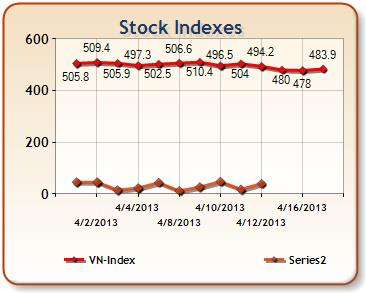 Stock Indexes
600
509.4 497.3 506.6 496.5 494.2 483.9
505.8 505.9 502.5 510.4 504 480 478
400
200
0
4/4/2013 4/10/2013 4/16/2013
4/2/2013 4/8/2013 4/12/2013
VN-Index Series2